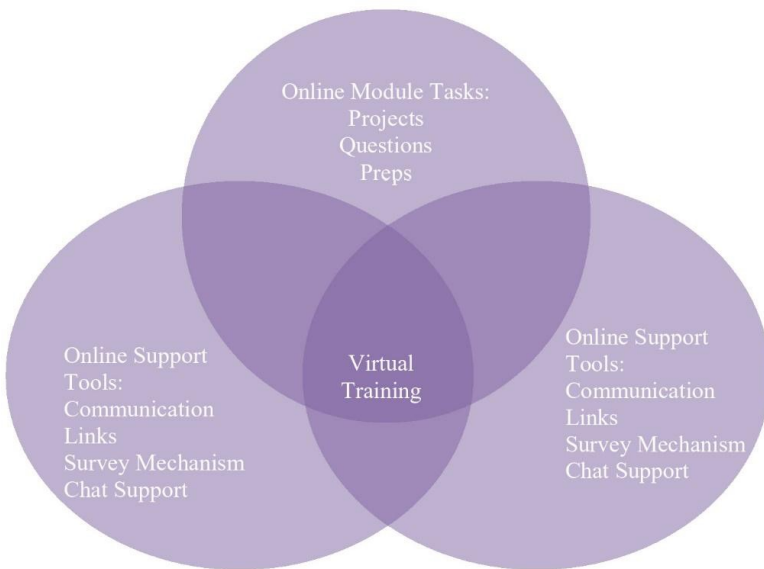 Online Module Tasks:
Projects
Questions
Preps
Online Support
Tools:
Communication
Links
Survey Mechanism
Chat Support
Virtual
Training
Online Support
Tools:
Communication
Links
Survey Mechanism
Chat Support